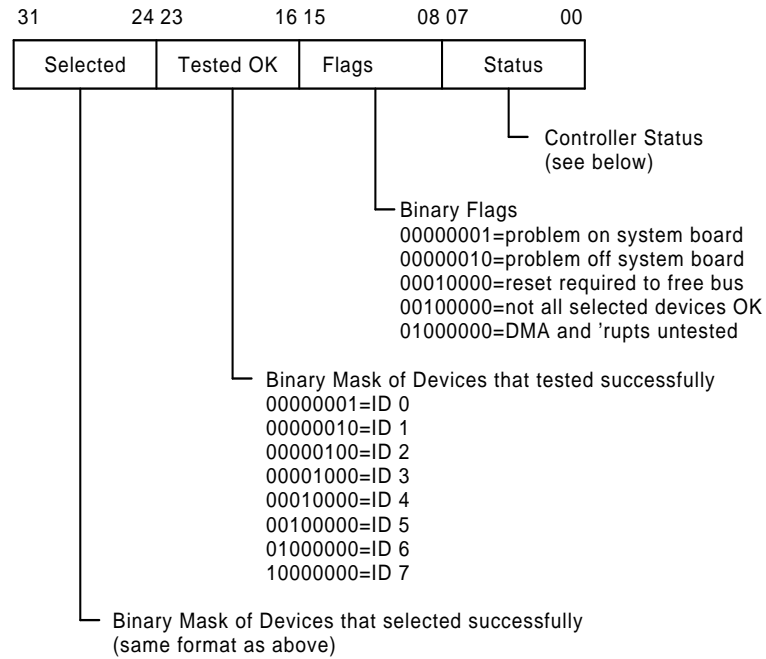 31 24 23 16 15 08 07 00
Selected Tested OK Flags Status
Controller Status
(see below)
Binary Flags
00000001=problem on system board
00000010=problem off system board
00010000=reset required to free bus
00100000=not all selected devices OK
01000000=DMA and 'rupts untested
Binary Mask of Devices that tested successfully
00000001=ID 0
00000010=ID 1
00000100=ID 2
00001000=ID 3
00010000=ID 4
00100000=ID 5
01000000=ID 6
10000000=ID 7
Binary Mask of Devices that selected successfully
(same format as above)